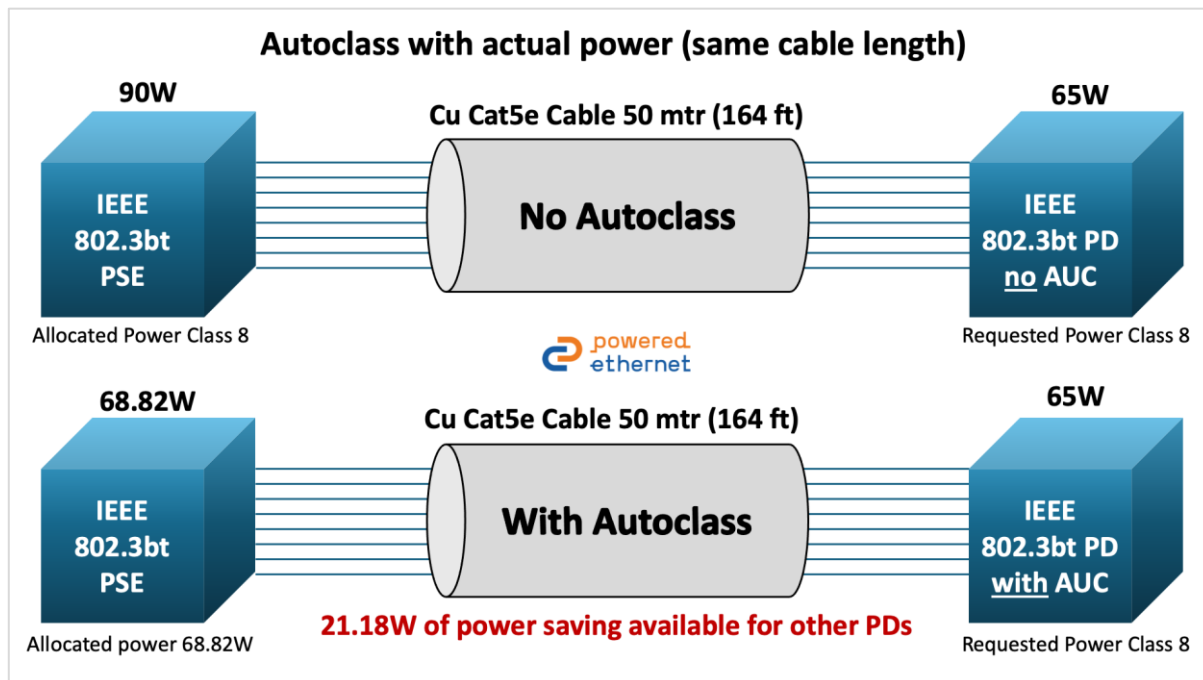 Autoclass with actual power (same cable length)
90W
Cu Cat5e Cable 50 mtr (164 ft)
65W
IEEE
802.3bt
PSE
No Autoclass
IEEE
802.3bt PD
no AUC
Allocated Power Class 8
Requested Power Class 8
powered
ethernet
68.82W
Cu Cat5e Cable 50 mtr (164 ft)
65W
IEEE
802.3bt
PSE
With Autoclass
IEEE
802.3bt PD
with AUC
21.18W of power saving available for other PDs
Allocated power 68.82W
Requested Power Class 8